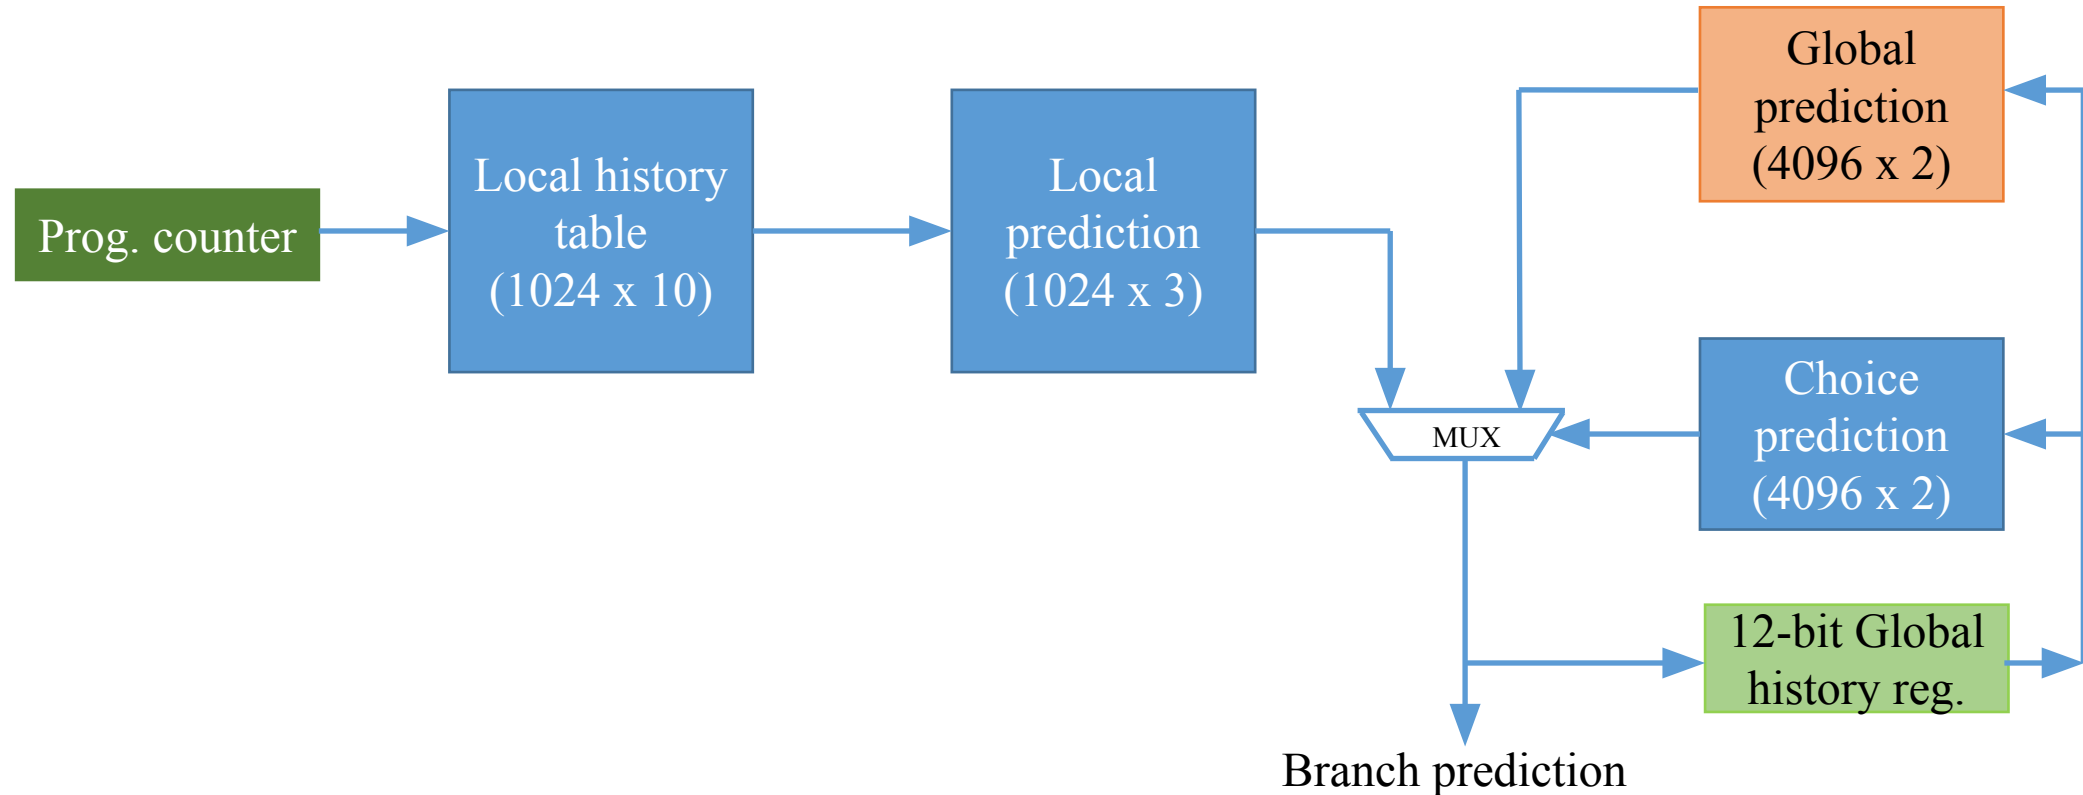 Prog. counter
Local history
table
(1024 x 10)
Local
prediction
(1024 x 3)
Global
prediction
(4096 x 2)
MUX
Choice
prediction
(4096 x 2)
12-bit Global
history reg.
Branch prediction